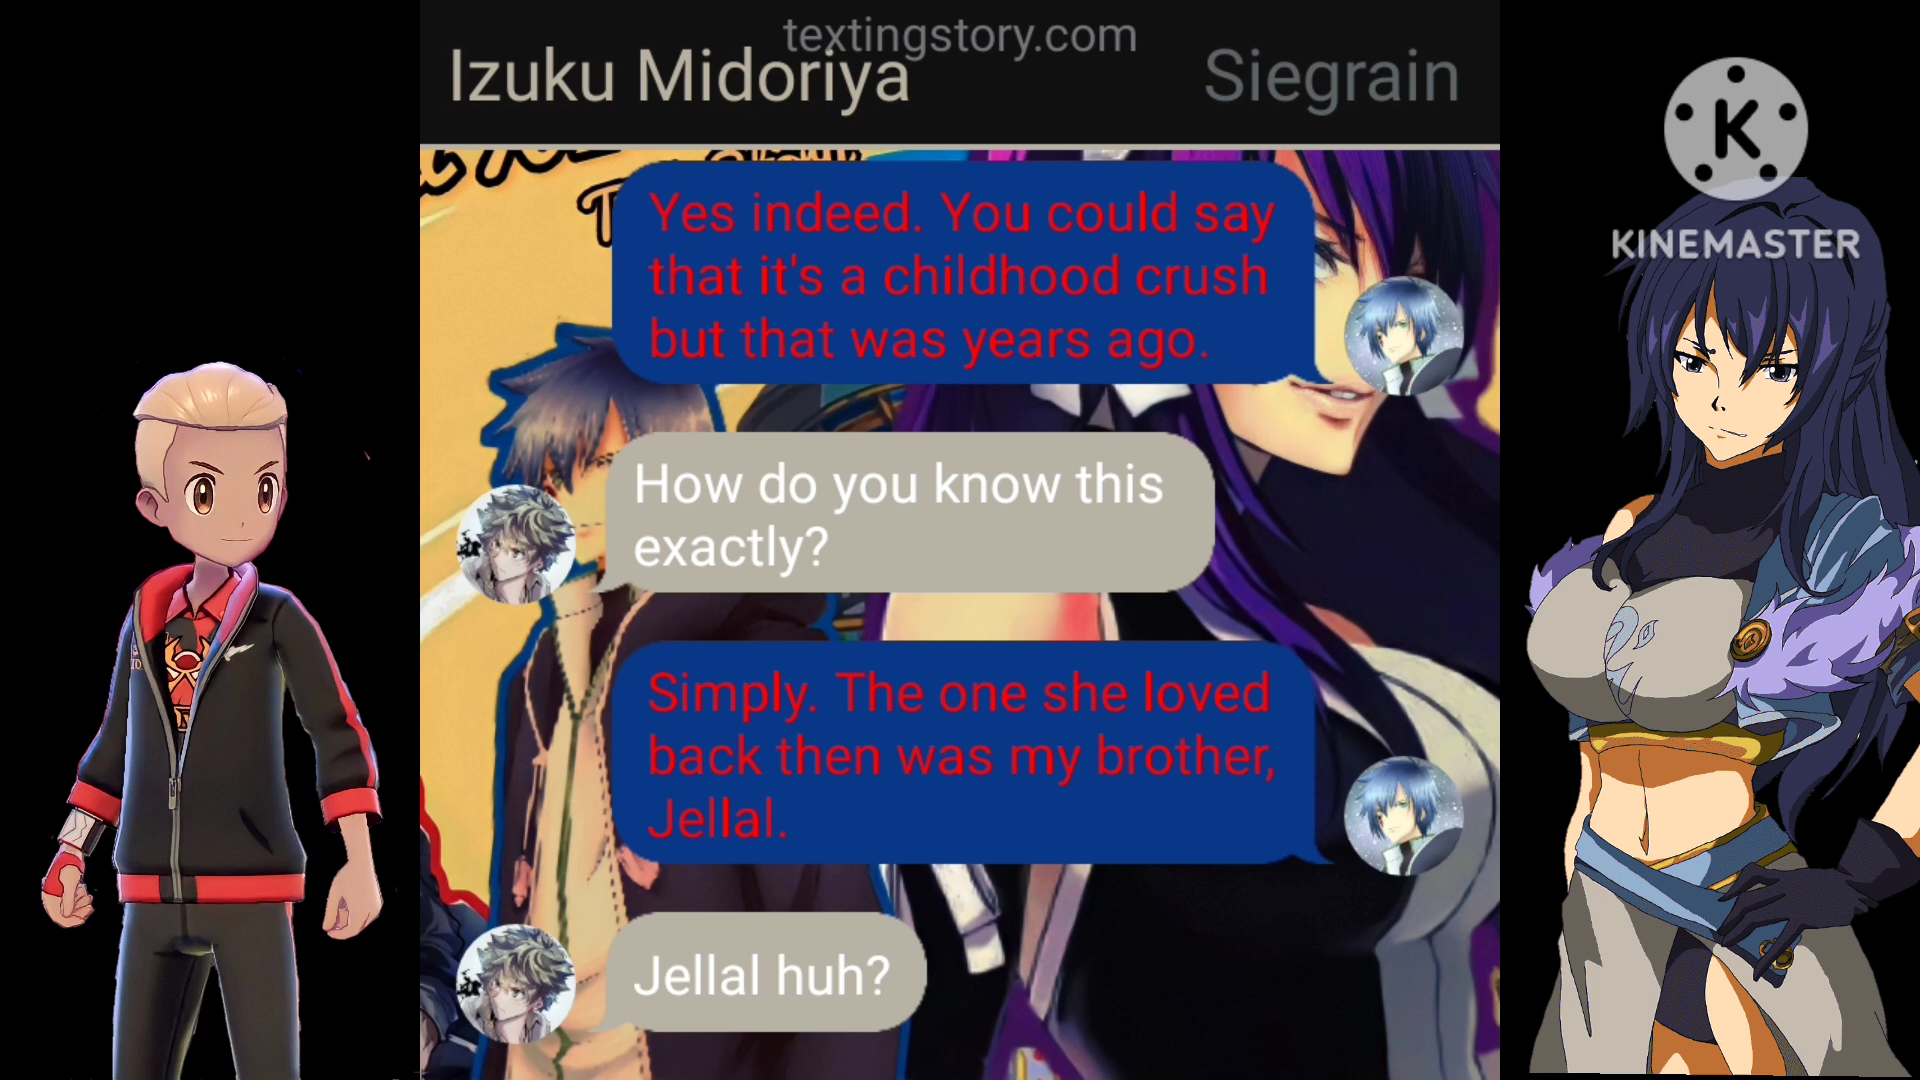 textingstory.com
Izuku Midoriya
Siegrain
K
KINEMASTER
Yes indeed. You could say
that it's a childhood crush
but that was years ago.
How do you know this
exactly?
Simply. The one she loved
back then was my brother,
Jellal.
Jellal huh?